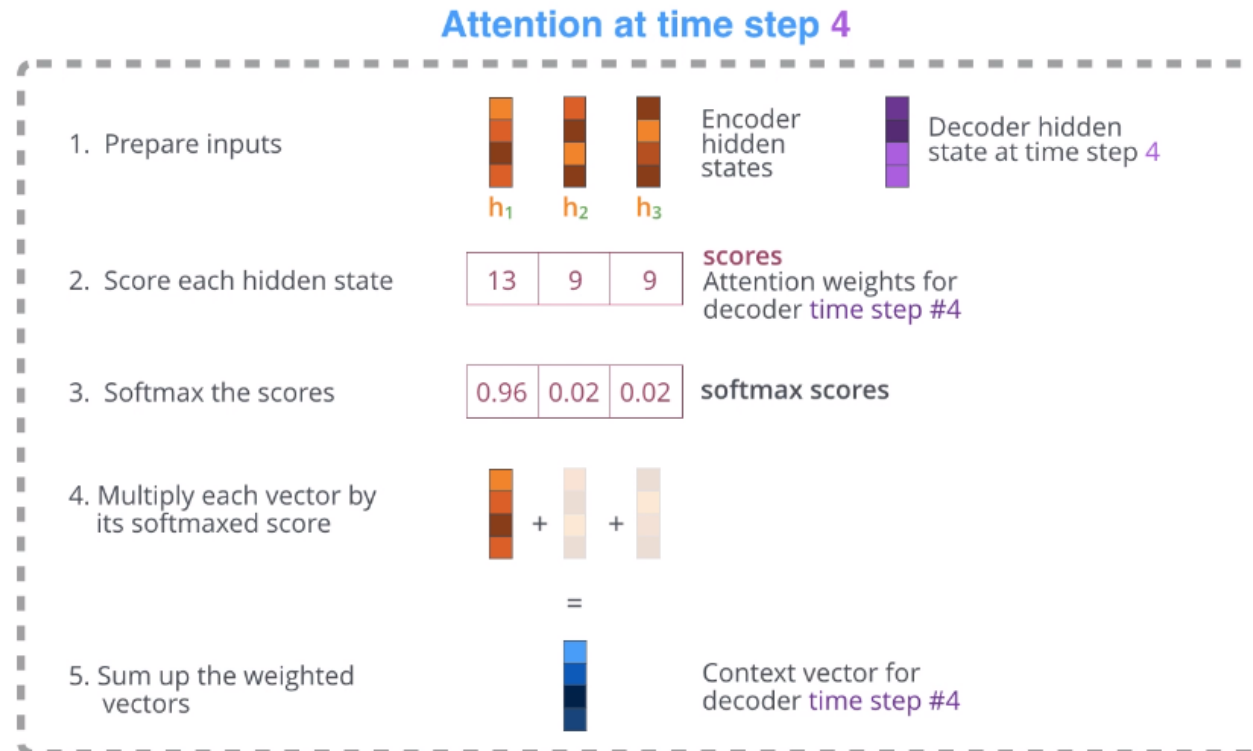 Attention at time step 4
1. Prepare inputs
Encoder
hidden
states
Decoder hidden
state at time step 4
h₁ h₂ h₃
2. Score each hidden state
13 9 9
scores
Attention weights for
decoder time step #4
3. Softmax the scores
0.96 0.02 0.02
softmax scores
4. Multiply each vector by
its softmaxed score
+ +
=
5. Sum up the weighted
vectors
Context vector for
decoder time step #4